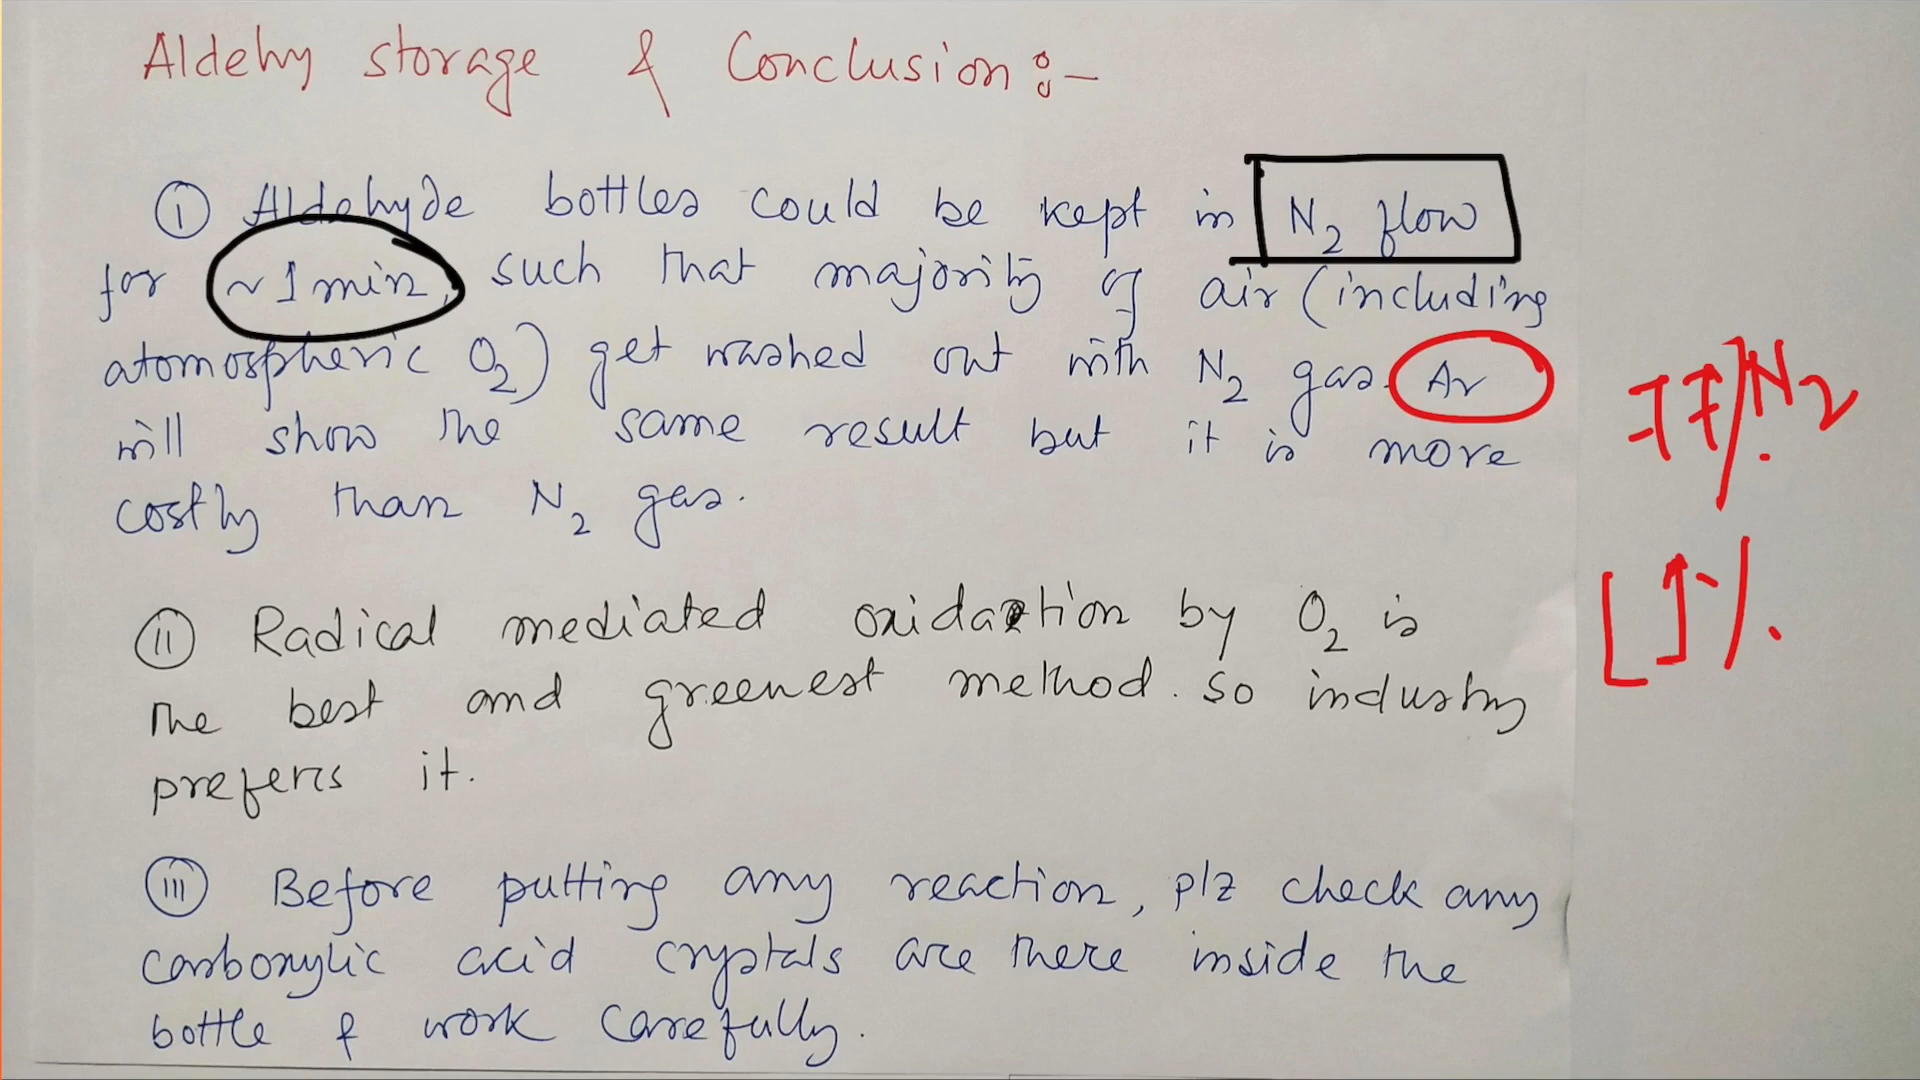 Aldehy storage & Conclusion:-
(i) Aldehyde bottles could be kept in N2 flow
for ~1 min, such that majority of air (including
atomospheric O2) get washed out with N2 gas. Ar
will show the same result but it is more
costly than N2 gas.
(ii) Radical mediated oxidation by O2 is
the best and greenest method. so industry
prefers it.
(iii) Before putting any reaction, plz check any
carboxylic acid crystals are there inside the
bottle & work carefully.
N2